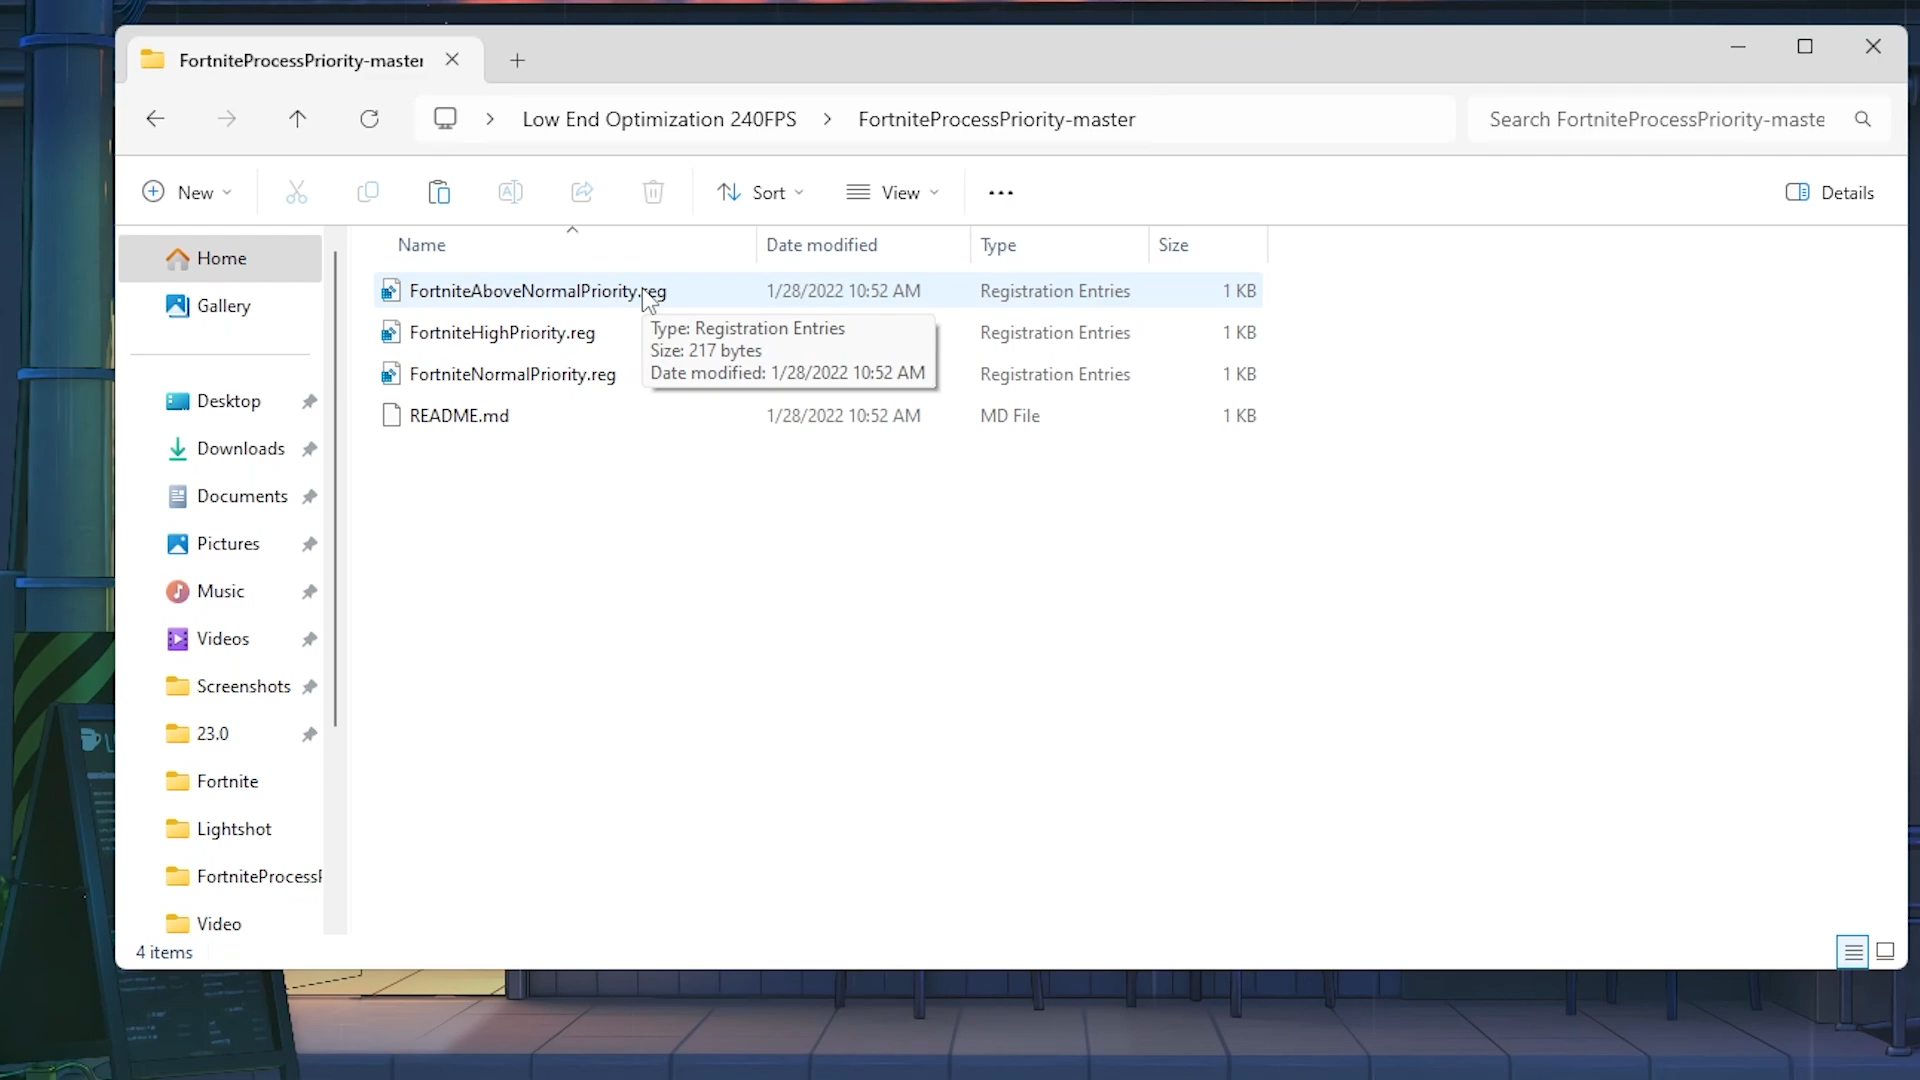 FortniteProcessPriority-master
Low End Optimization 240FPS
FortniteProcessPriority-master
Search FortniteProcessPriority-maste
New
Sort
View
Details
Name
Date modified
Type
Size
Home
Gallery
Desktop
Downloads
Documents
Pictures
Music
Videos
Screenshots
23.0
Fortnite
Lightshot
FortniteProcess
Video
FortniteAboveNormalPriority.reg
1/28/2022 10:52 AM
Registration Entries
1 KB
FortniteHighPriority.reg
Registration Entries
1 KB
FortniteNormalPriority.reg
Registration Entries
1 KB
README.md
1/28/2022 10:52 AM
MD File
1 KB
Type: Registration Entries
Size: 217 bytes
Date modified: 1/28/2022 10:52 AM
4 items